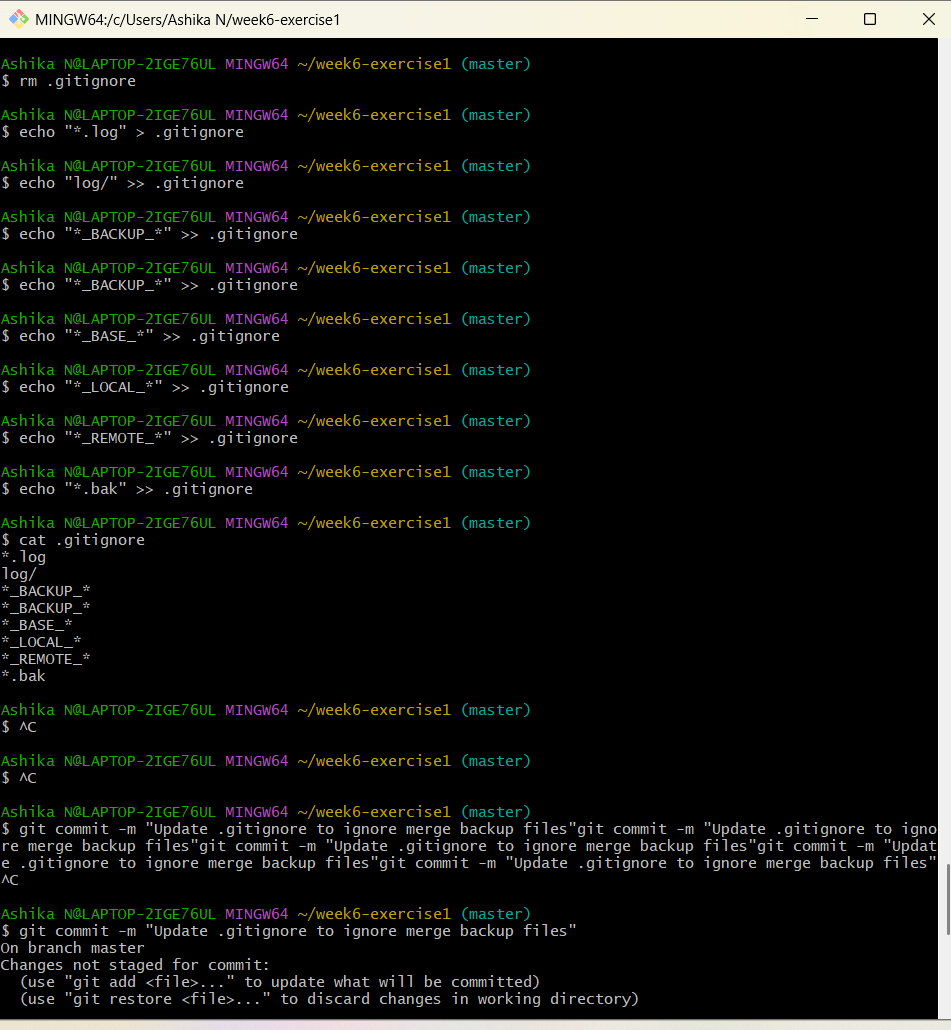 MINGW64:/c/Users/Ashika N/week6-exercise1
Ashika N@LAPTOP-2IGE76UL MINGW64 ~/week6-exercise1 (master)
$ rm .gitignore
Ashika N@LAPTOP-2IGE76UL MINGW64 ~/week6-exercise1 (master)
$ echo "*.log" > .gitignore
Ashika N@LAPTOP-2IGE76UL MINGW64 ~/week6-exercise1 (master)
$ echo "log/" >> .gitignore
Ashika N@LAPTOP-2IGE76UL MINGW64 ~/week6-exercise1 (master)
$ echo "*_BACKUP_*" >> .gitignore
Ashika N@LAPTOP-2IGE76UL MINGW64 ~/week6-exercise1 (master)
$ echo "*_BACKUP_*" >> .gitignore
Ashika N@LAPTOP-2IGE76UL MINGW64 ~/week6-exercise1 (master)
$ echo "*_BASE_*" >> .gitignore
Ashika N@LAPTOP-2IGE76UL MINGW64 ~/week6-exercise1 (master)
$ echo "*_LOCAL_*" >> .gitignore
Ashika N@LAPTOP-2IGE76UL MINGW64 ~/week6-exercise1 (master)
$ echo "*_REMOTE_*" >> .gitignore
Ashika N@LAPTOP-2IGE76UL MINGW64 ~/week6-exercise1 (master)
$ echo "*.bak" >> .gitignore
Ashika N@LAPTOP-2IGE76UL MINGW64 ~/week6-exercise1 (master)
$ cat .gitignore
*.log
log/
*_BACKUP_*
*_BACKUP_*
*_BASE_*
*_LOCAL_*
*_REMOTE_*
*.bak
Ashika N@LAPTOP-2IGE76UL MINGW64 ~/week6-exercise1 (master)
$ ^C
Ashika N@LAPTOP-2IGE76UL MINGW64 ~/week6-exercise1 (master)
$ ^C
Ashika N@LAPTOP-2IGE76UL MINGW64 ~/week6-exercise1 (master)
$ git commit -m "Update .gitignore to ignore merge backup files"git commit -m "Update .gitignore to igno
re merge backup files"git commit -m "Update .gitignore to ignore merge backup files"git commit -m "Updat
e .gitignore to ignore merge backup files"git commit -m "Update .gitignore to ignore merge backup files"
^C
Ashika N@LAPTOP-2IGE76UL MINGW64 ~/week6-exercise1 (master)
$ git commit -m "Update .gitignore to ignore merge backup files"
On branch master
Changes not staged for commit:
  (use "git add <file>..." to update what will be committed)
  (use "git restore <file>..." to discard changes in working directory)